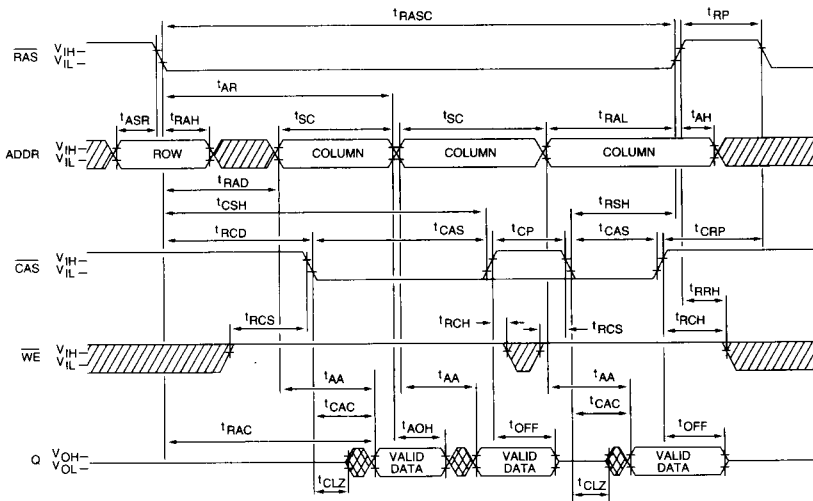 tRASC
tRP
RAS
VIH
VIL
tAR
tASR
tRAH
tSC
tSC
tRAL
tAH
ADDR
VIH
VIL
ROW
COLUMN
COLUMN
COLUMN
tRAD
tCSH
tRSH
tRCD
tCAS
tCP
tCAS
tCRP
CAS
VIH
VIL
tRRH
tRCS
tRCH
tRCS
tRCH
WE
VIH
VIL
tAA
tAA
tAA
tCAC
tCAC
tRAC
tAOH
tOFF
tOFF
Q
VOH
VOL
VALID DATA
VALID DATA
VALID DATA
tCLZ
tCLZ